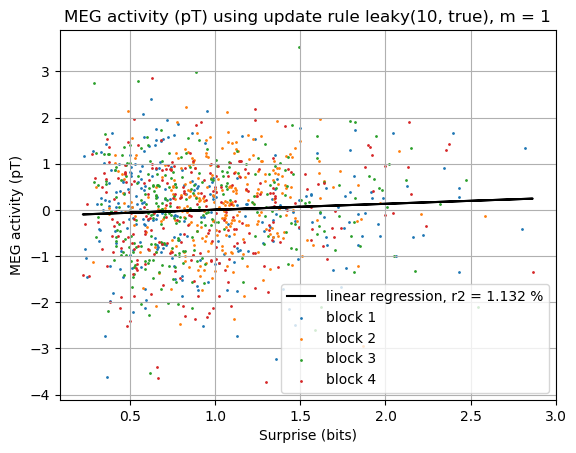 MEG activity (pT) using update rule leaky(10, true), m = 1
MEG activity (pT)
3
2
1
0
−1
−2
−3
−4
linear regression, r2 = 1.132 %
block 1
block 2
block 3
block 4
0.5
1.0
1.5
2.0
2.5
3.0
Surprise (bits)